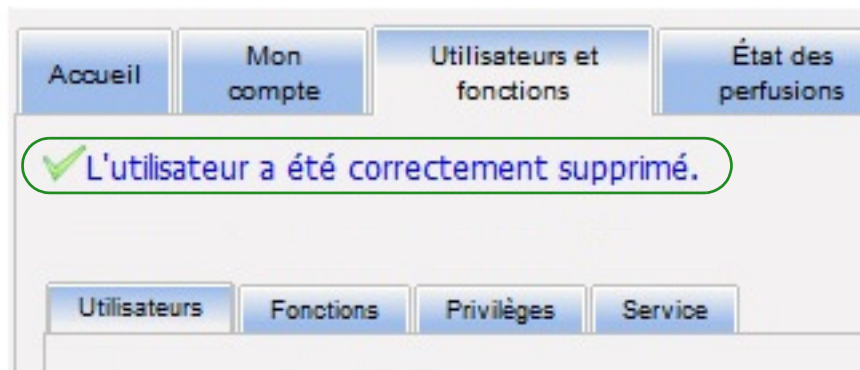 Accueil
Mon
compte
Utilisateurs et
fonctions
État des
perfusions
L'utilisateur a été correctement supprimé.
Utilisateurs
Fonctions
Privilèges
Service